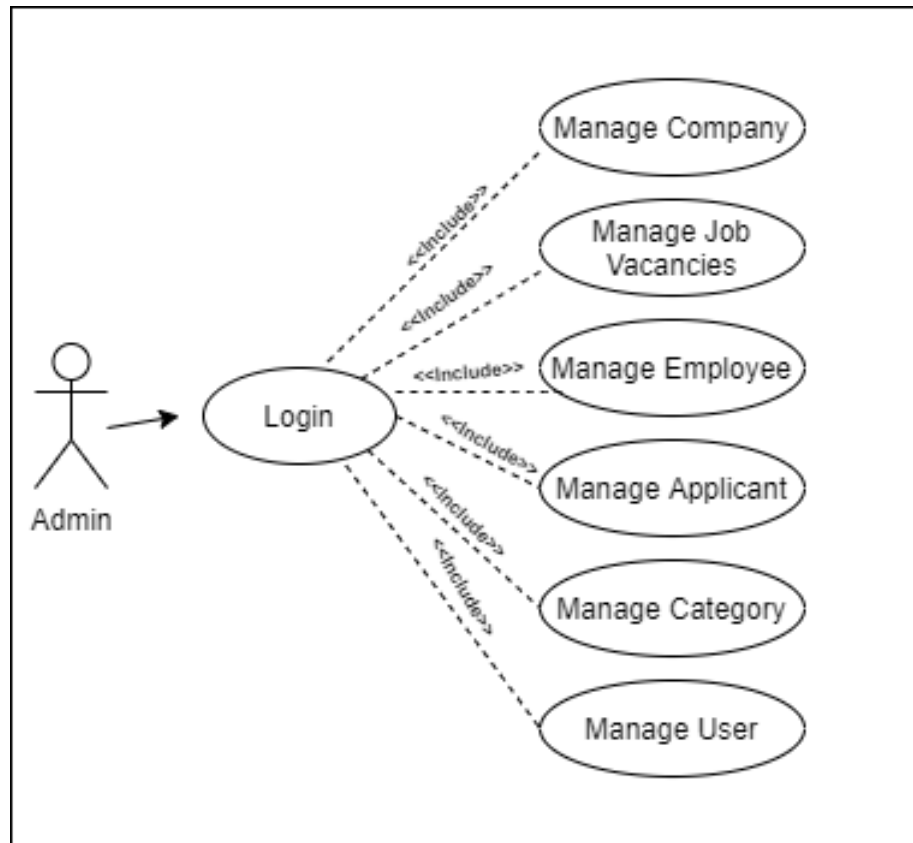 Manage Company
<<Include>>
Manage Job
Vacancies
<<Include>>
Manage Employee
<<Include>>
Login
<<Include>>
Manage Applicant
Admin
<<Include>>
Manage Category
<<Include>>
Manage User